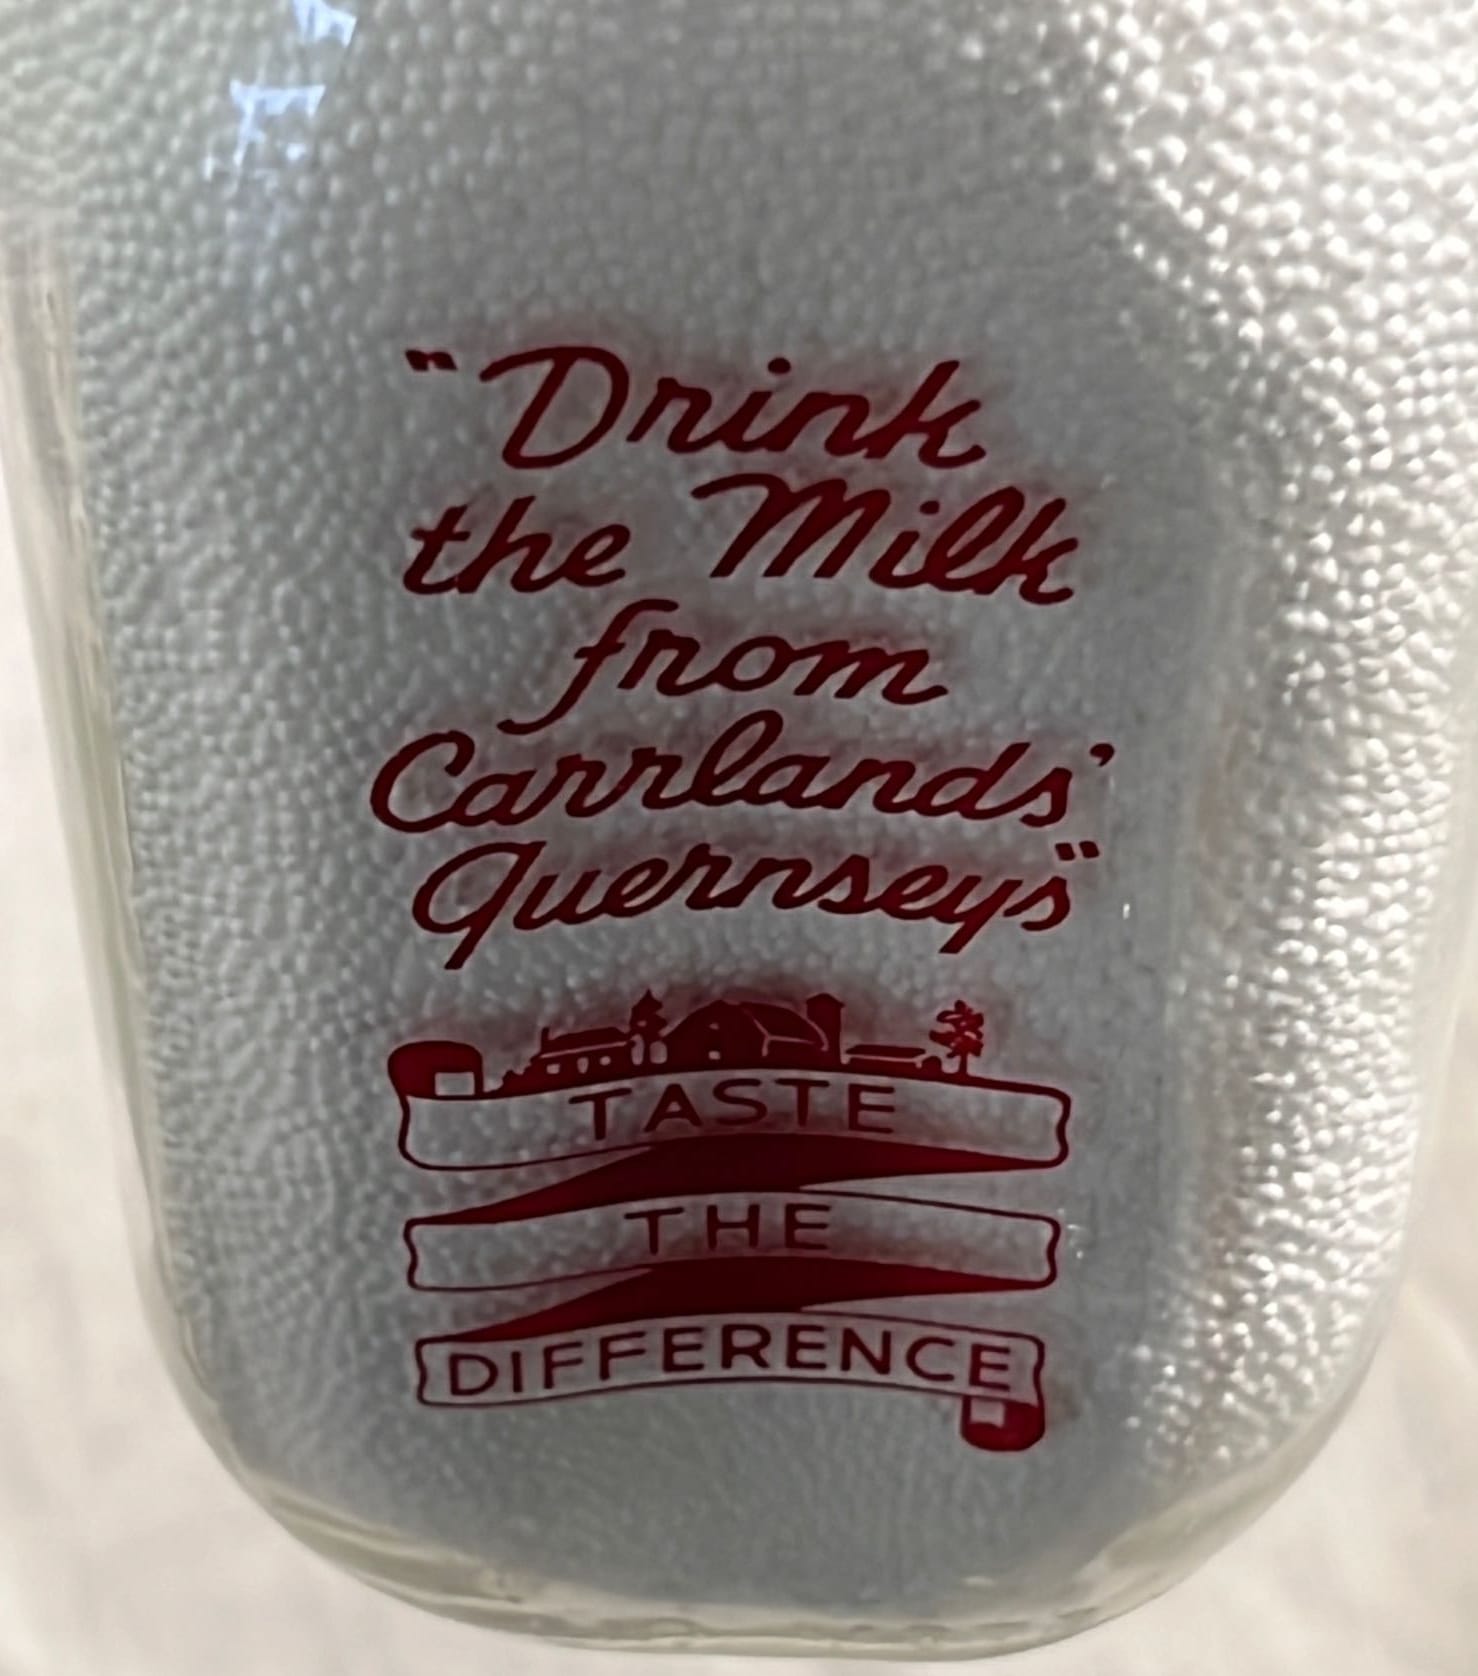 "Drink
the Milk
from
Carrlands'
Guernseys"
TASTE
THE
DIFFERENCE